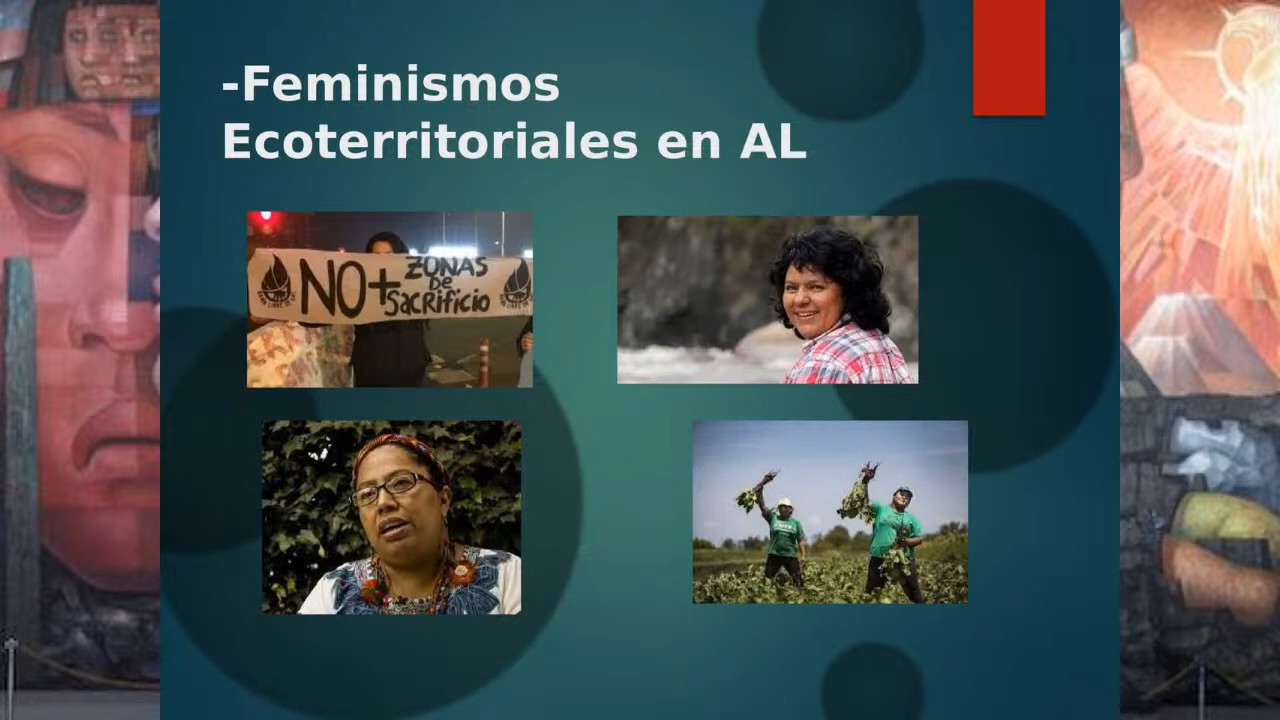 -Feminismos
Ecoterritoriales en AL
NO+ ZONAS
DE
SACRIFICIO